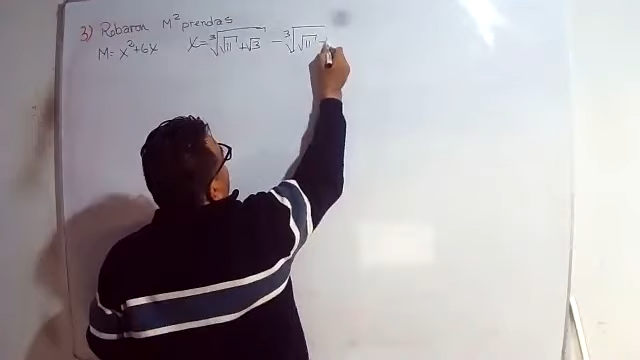 3) Robaron M² prendas
M = x²+6x x = ∛(√11 + √3) - ∛(√11 -